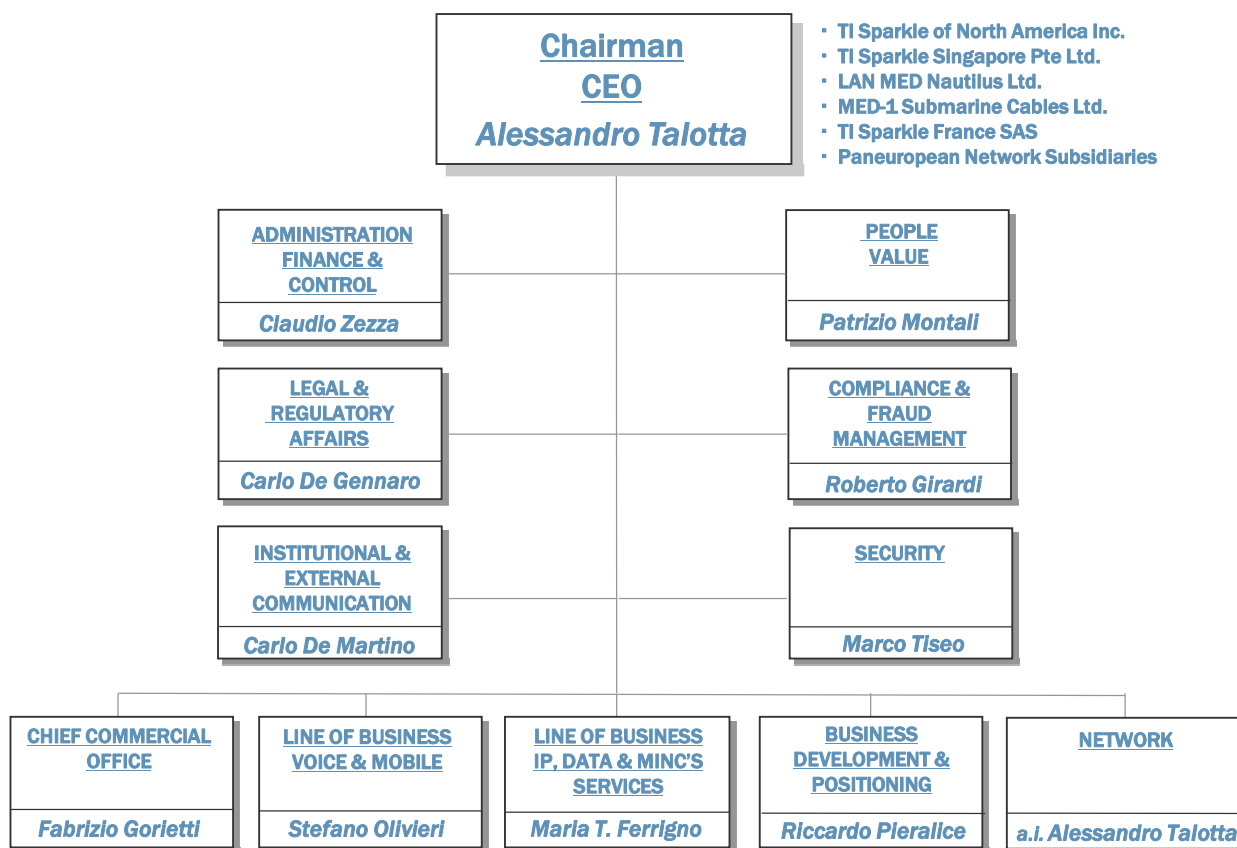 Chairman
CEO
Alessandro Talotta
▪ TI Sparkle of North America Inc.
▪ TI Sparkle Singapore Pte Ltd.
▪ LAN MED Nautilus Ltd.
▪ MED-1 Submarine Cables Ltd.
▪ TI Sparkle France SAS
▪ Paneuropean Network Subsidiaries
ADMINISTRATION
FINANCE &
CONTROL
Claudio Zezza
PEOPLE
VALUE
Patrizio Montali
LEGAL &
REGULATORY
AFFAIRS
Carlo De Gennaro
COMPLIANCE &
FRAUD
MANAGEMENT
Roberto Girardi
INSTITUTIONAL &
EXTERNAL
COMMUNICATION
Carlo De Martino
SECURITY
Marco Tiseo
CHIEF COMMERCIAL
OFFICE
Fabrizio Gorietti
LINE OF BUSINESS
VOICE & MOBILE
Stefano Olivieri
LINE OF BUSINESS
IP, DATA & MINC'S
SERVICES
Maria T. Ferrigno
BUSINESS
DEVELOPMENT &
POSITIONING
Riccardo Pieralice
NETWORK
a.i. Alessandro Talotta